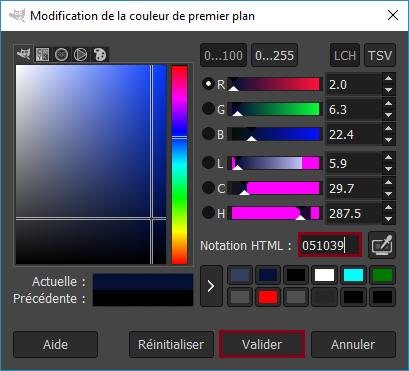 Modification de la couleur de premier plan
0...100 0...255 LCH TSV
R 2.0
G 6.3
B 22.4
L 5.9
C 29.7
H 287.5
Notation HTML : 051039
Actuelle :
Précédente :
Aide Réinitialiser Valider Annuler